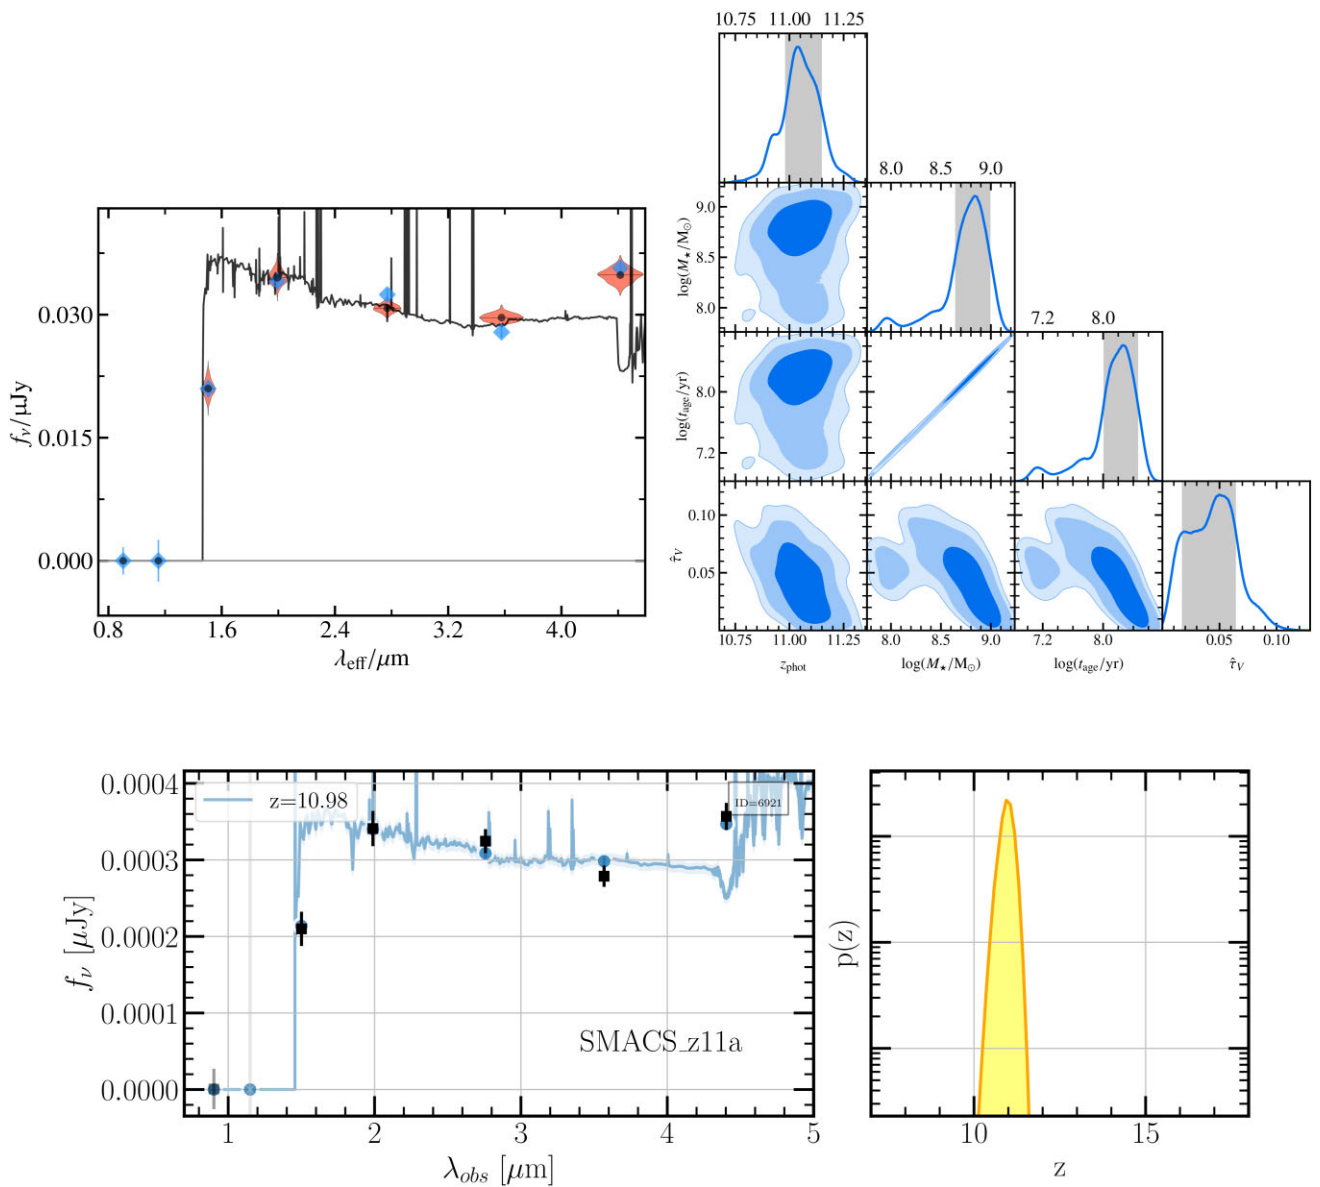 10.75 11.00 11.25
8.0 8.5 9.0
log(M⋆/M⊙)
9.0
8.5
8.0
7.2 8.0
log(t_age/yr)
8.0
7.2
τ̂_V
0.10
0.05
10.75 11.00 11.25
8.0 8.5 9.0
7.2 8.0
0.05 0.10
z_phot
log(M⋆/M⊙)
log(t_age/yr)
τ̂_V
f_ν/μJy
0.030
0.015
0.000
0.8 1.6 2.4 3.2 4.0
λ_eff/μm
f_ν [μJy]
0.0004
0.0003
0.0002
0.0001
0.0000
z=10.98
ID=6921
SMACS_z11a
1 2 3 4 5
λ_obs [μm]
p(z)
10 15
z